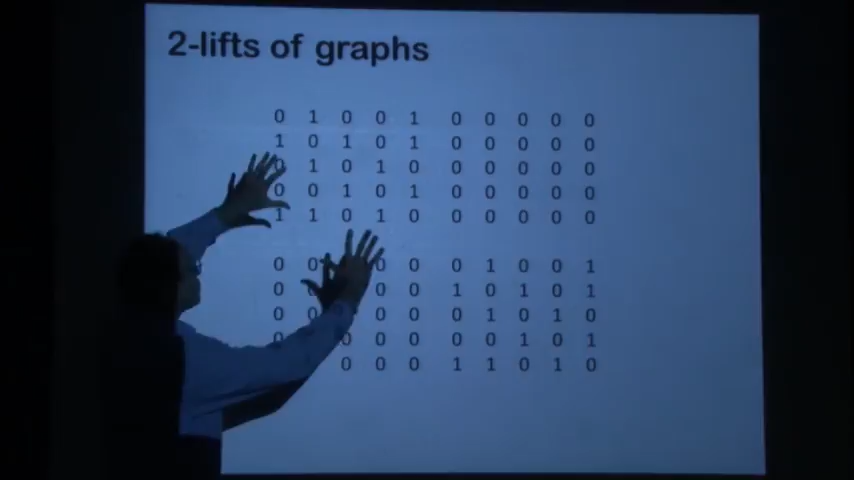 2-lifts of graphs
0 1 0 0 1 0 0 0 0 0
1 0 1 0 1 0 0 0 0 0
0 1 0 1 0 0 0 0 0 0
0 0 1 0 1 0 0 0 0 0
1 1 0 1 0 0 0 0 0 0
0 0 0 0 0 1 0 0 1
0 0 0 1 0 1 0 1
0 0 0 0 1 0 1 0
0 0 0 0 0 0 1 0 1
0 0 0 1 1 0 1 0